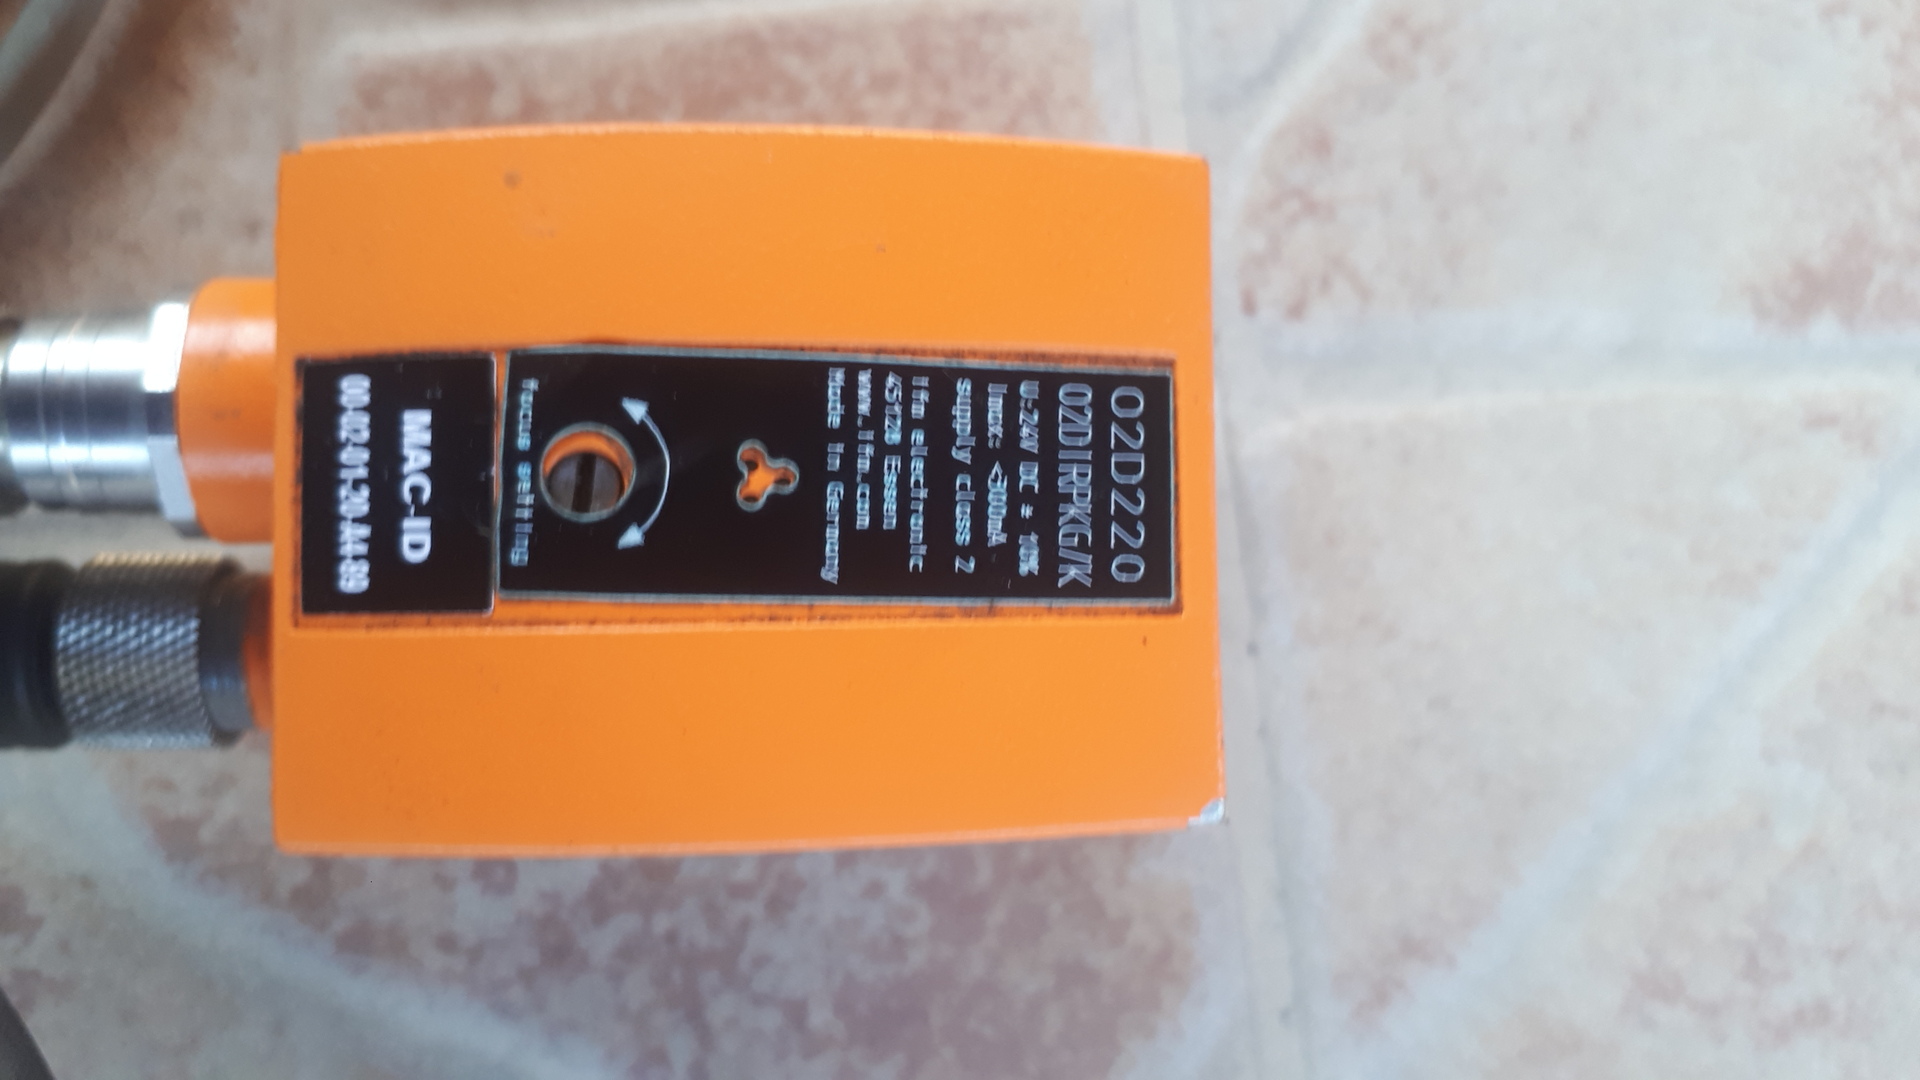 O2D220
O2DIRPKG/K
U:24V DC ± 10%
Imax: <300mA
supply class 2
ifm electronic
45128 Essen
www.ifm.com
Made in Germany
focus setting
MAC-ID
00-02-01-20-A4-89